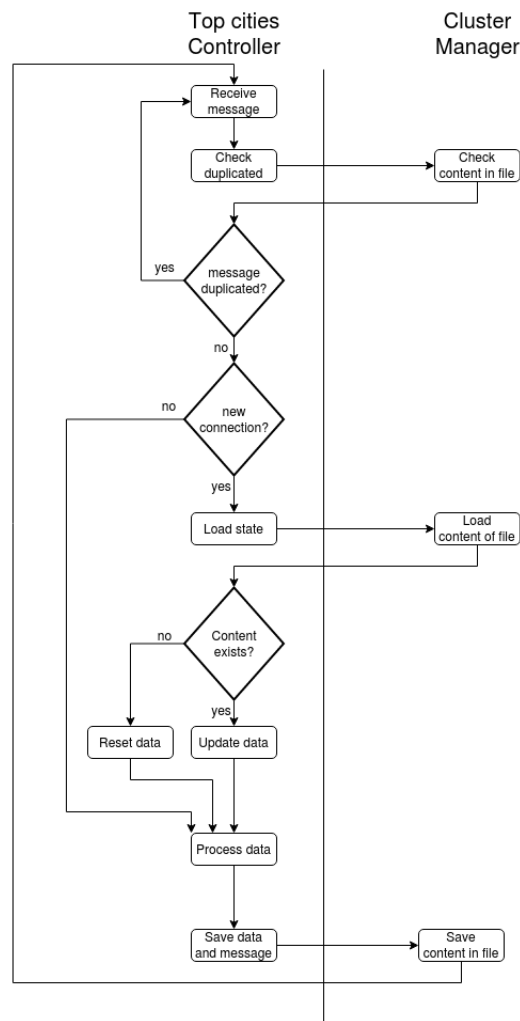 Top cities
Controller
Cluster
Manager
Receive
message
Check
duplicated
Check
content in file
yes
message
duplicated?
no
no
new
connection?
yes
Load state
Load
content of file
no
Content
exists?
yes
Reset data
Update data
Process data
Save data
and message
Save
content in file